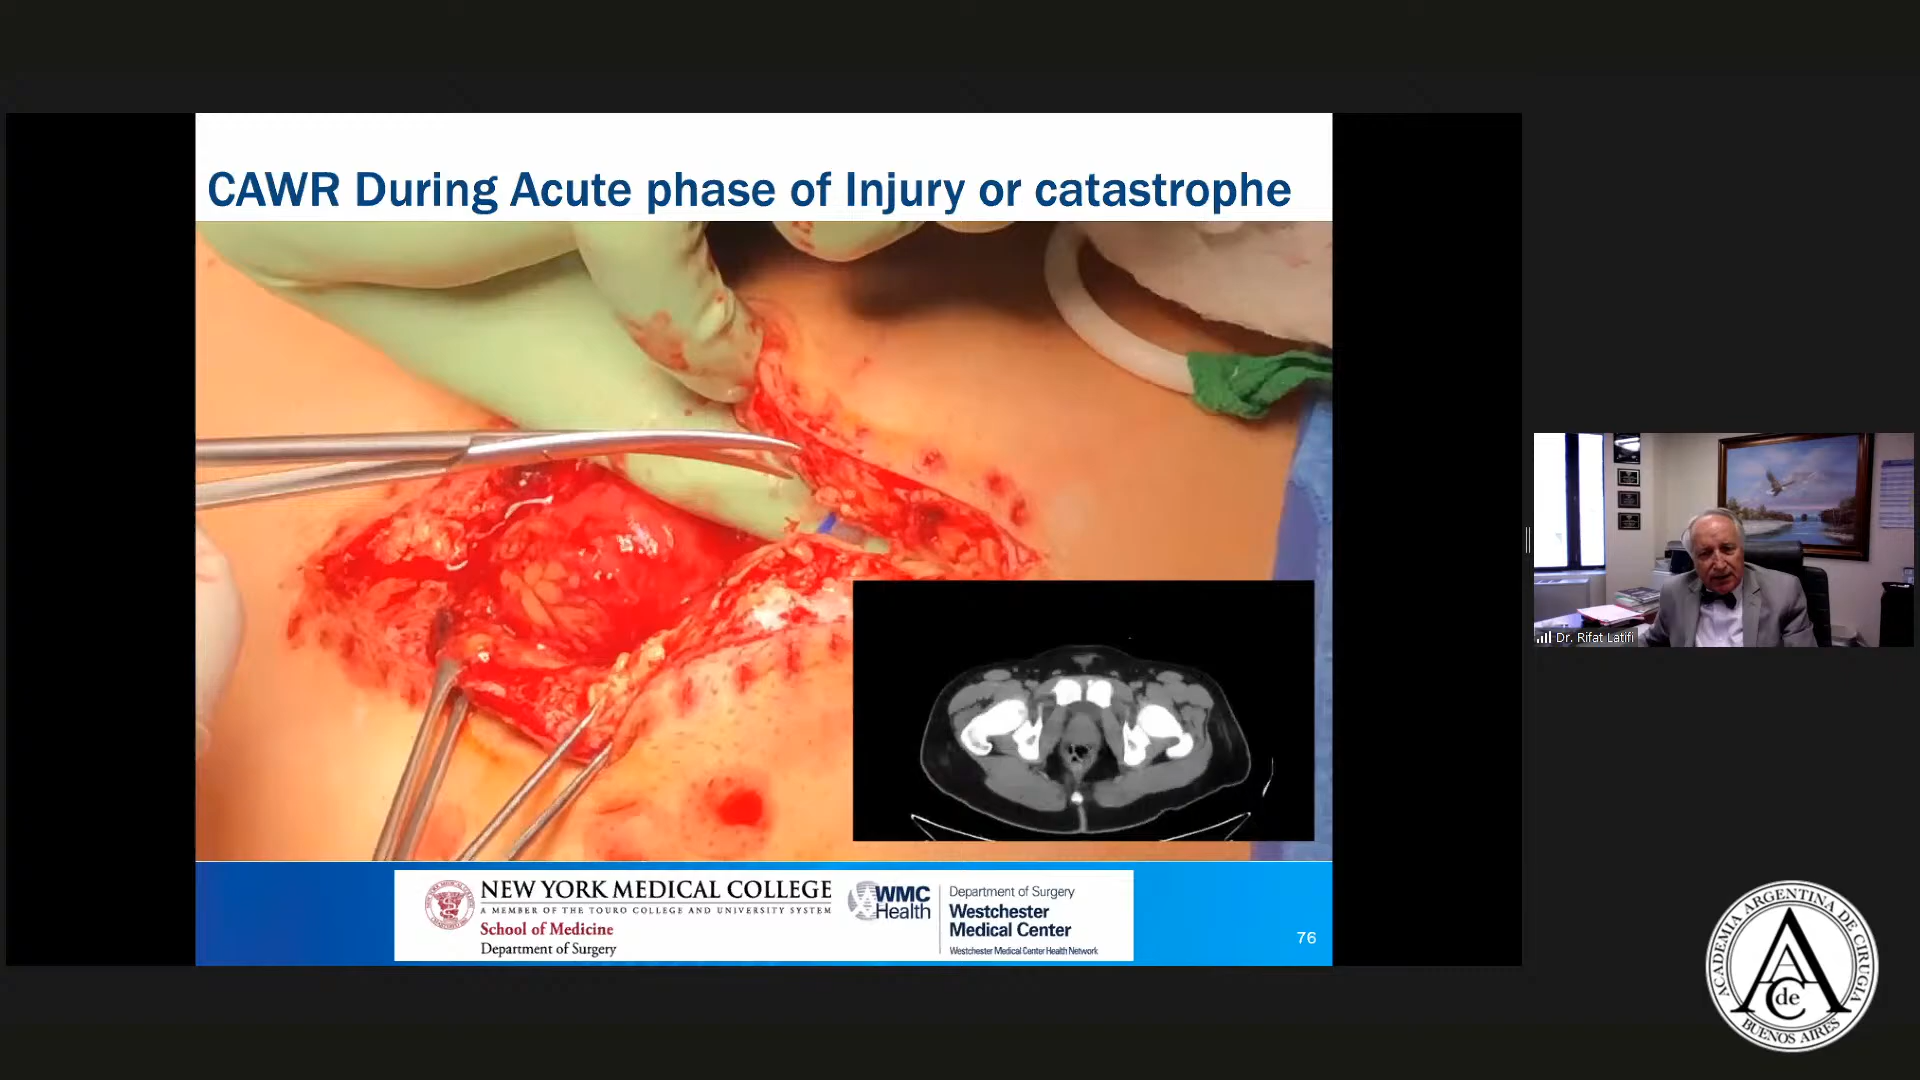 CAWR During Acute phase of Injury or catastrophe
NEW YORK MEDICAL COLLEGE
A MEMBER OF THE TOURO COLLEGE AND UNIVERSITY SYSTEM
School of Medicine
Department of Surgery
WMC
Health
Department of Surgery
Westchester
Medical Center
Westchester Medical Center Health Network
76
Dr. Rifat Latifi
ACADEMIA ARGENTINA DE CIRUGIA
AAC
de
BUENOS AIRES